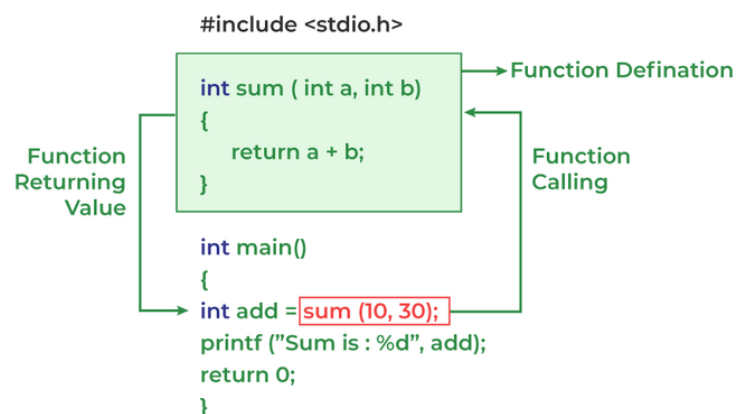 #include <stdio.h>
int sum ( int a, int b)
{
return a + b;
}
Function Defination
Function
Returning
Value
Function
Calling
int main()
{
int add = sum (10, 30);
printf (”Sum is : %d”, add);
return 0;
}